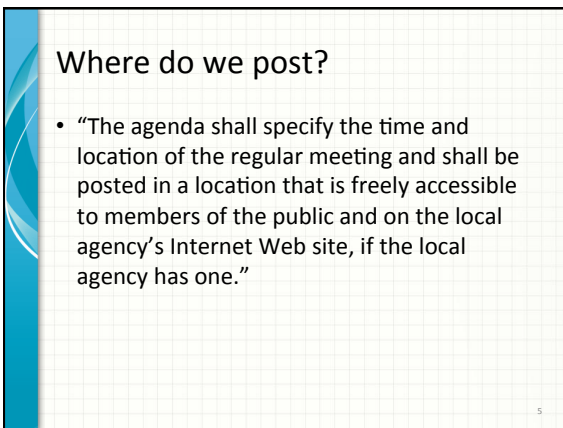 Where do we post?
• “The agenda shall specify the time and
location of the regular meeting and shall be
posted in a location that is freely accessible
to members of the public and on the local
agency’s Internet Web site, if the local
agency has one.”
5